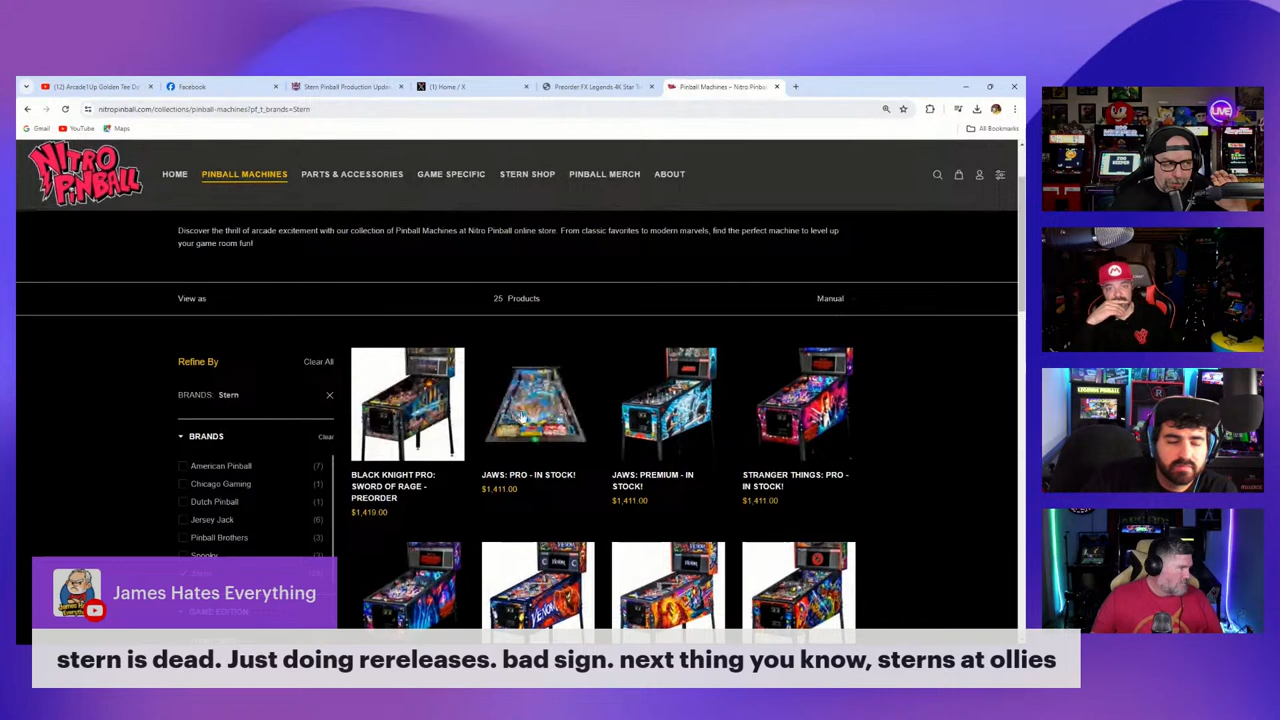 (12) Arcade1Up Golden Tee Da
Facebook
Stern Pinball Production Upda
(1) Home / X
Preorder FX Legends 4K Star Tr
Pinball Machines – Nitro Pinbal
nitropinball.com/collections/pinball-machines?pf_t_brands=Stern
Gmail
YouTube
Maps
All Bookmarks
NITRO PINBALL
HOME
PINBALL MACHINES
PARTS & ACCESSORIES
GAME SPECIFIC
STERN SHOP
PINBALL MERCH
ABOUT
Discover the thrill of arcade excitement with our collection of Pinball Machines at Nitro Pinball online store. From classic favorites to modern marvels, find the perfect machine to level up
your game room fun!
View as
25 Products
Manual
Refine By
Clear All
BRANDS Stern
BRANDS
Clear
American Pinball (7)
Chicago Gaming (1)
Dutch Pinball (1)
Jersey Jack (6)
Pinball Brothers (3)
Spooky
GAME EDITION
BLACK KNIGHT PRO:
SWORD OF RAGE -
PREORDER
$1,419.00
JAWS: PRO - IN STOCK!
$1,411.00
JAWS: PREMIUM - IN
STOCK!
$1,411.00
STRANGER THINGS: PRO -
IN STOCK!
$1,411.00
LIVE
James Hates Everything
stern is dead. Just doing rereleases. bad sign. next thing you know, sterns at ollies